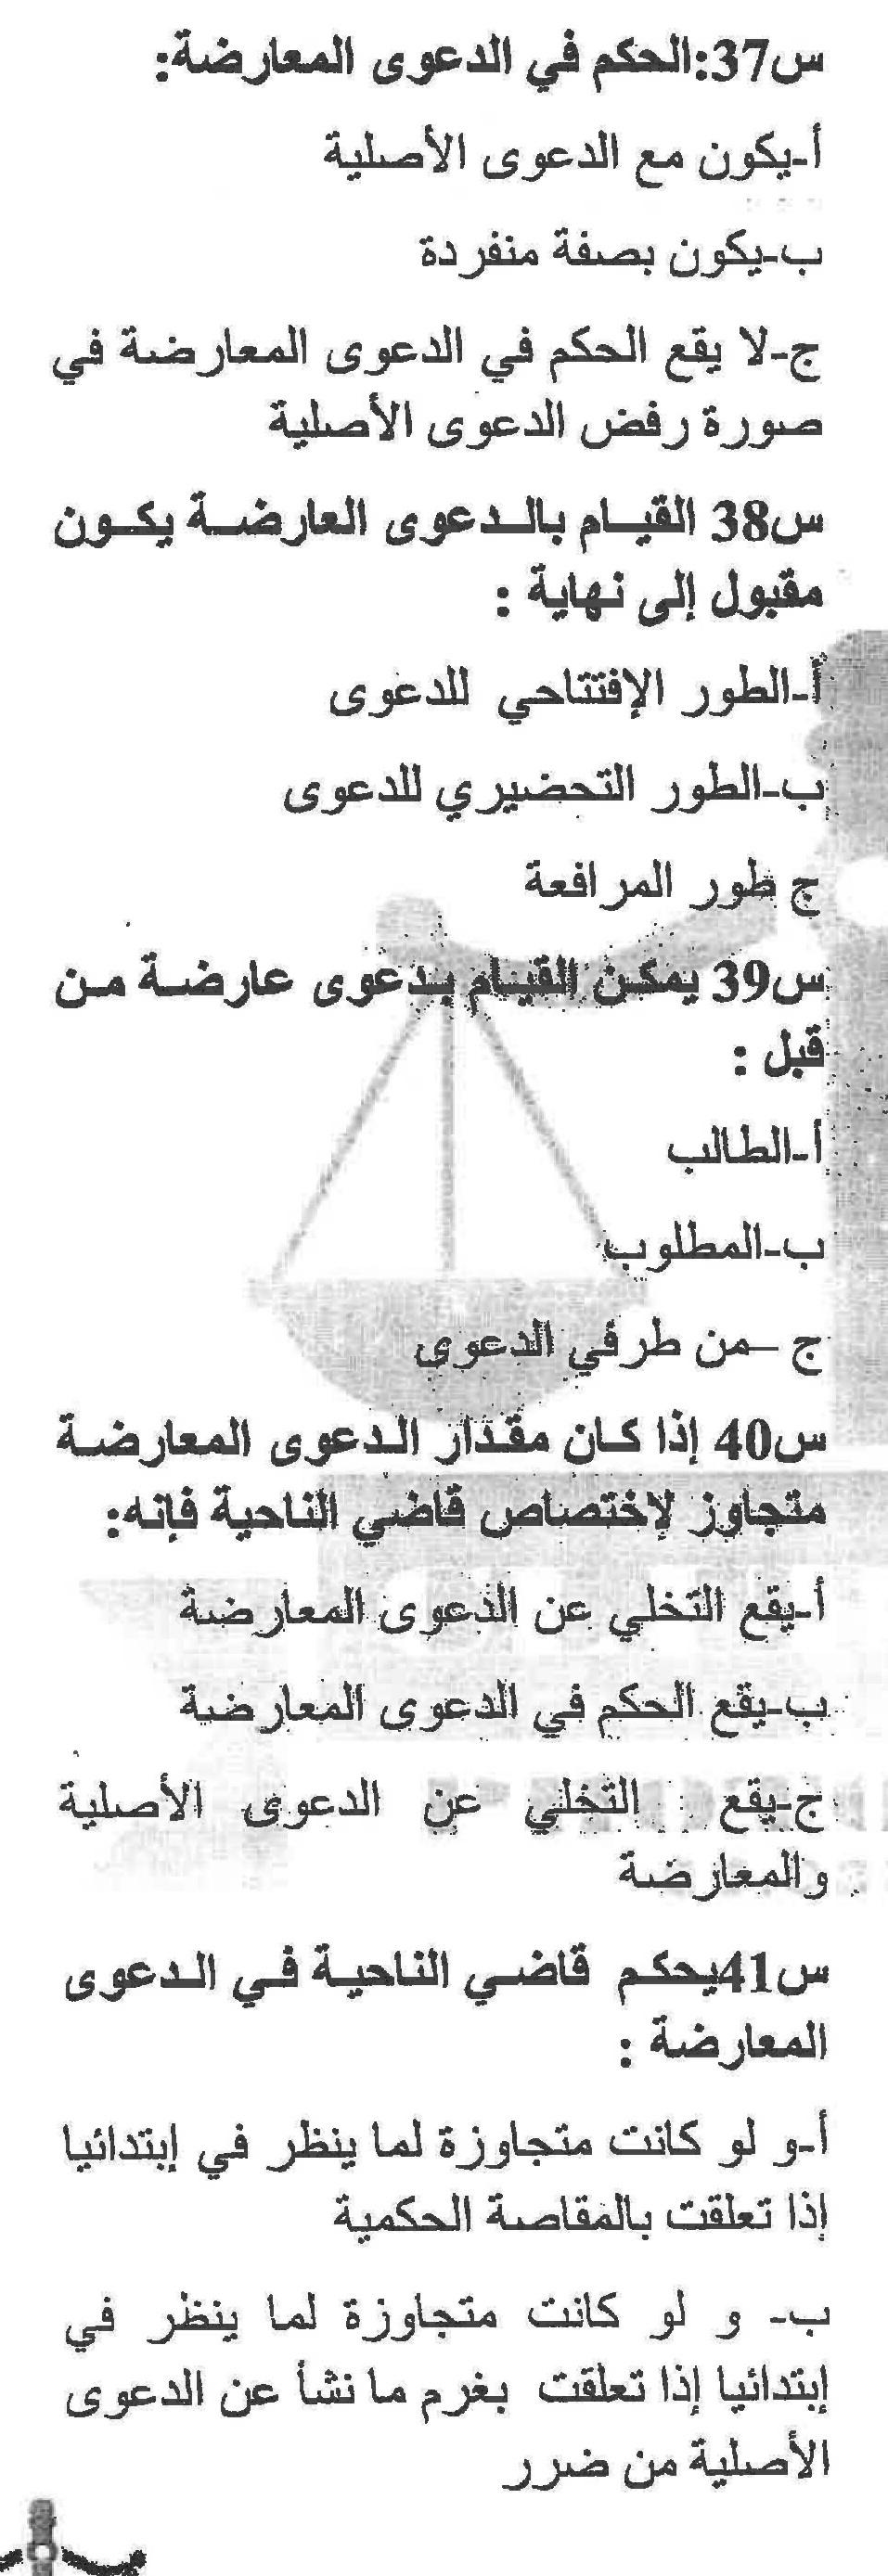 س37:الحكم في الدعوى المعارضة:
أ-يكون مع الدعوى الأصلية
ب-يكون بصفة منفردة
ج-لا يقع الحكم في الدعوى المعارضة في
صورة رفض الدعوى الأصلية
س38 القيام بالدعوى العارضة يكون
مقبول إلى نهاية :
أ-الطور الإفتتاحي للدعوى
ب-الطور التحضيري للدعوى
ج طور المرافعة
س39 يمكن القيام بدعوى عارضة من
قبل :
أ-الطالب
ب-المطلوب
ج –من طرفي الدعوى
س40 إذا كان مقدار الدعوى المعارضة
متجاوز لإختصاص قاضي الناحية فإنه:
أ-يقع التخلي عن الدعوى المعارضة
ب-يقع الحكم في الدعوى المعارضة
ج-يقع التخلي عن الدعوى الأصلية
والمعارضة
س41يحكم قاضي الناحية في الدعوى
المعارضة :
أ-و لو كانت متجاوزة لما ينظر في إبتدائيا
إذا تعلقت بالمقاصة الحكمية
ب- و لو كانت متجاوزة لما ينظر في
إبتدائيا إذا تعلقت بغرم ما نشأ عن الدعوى
الأصلية من ضرر